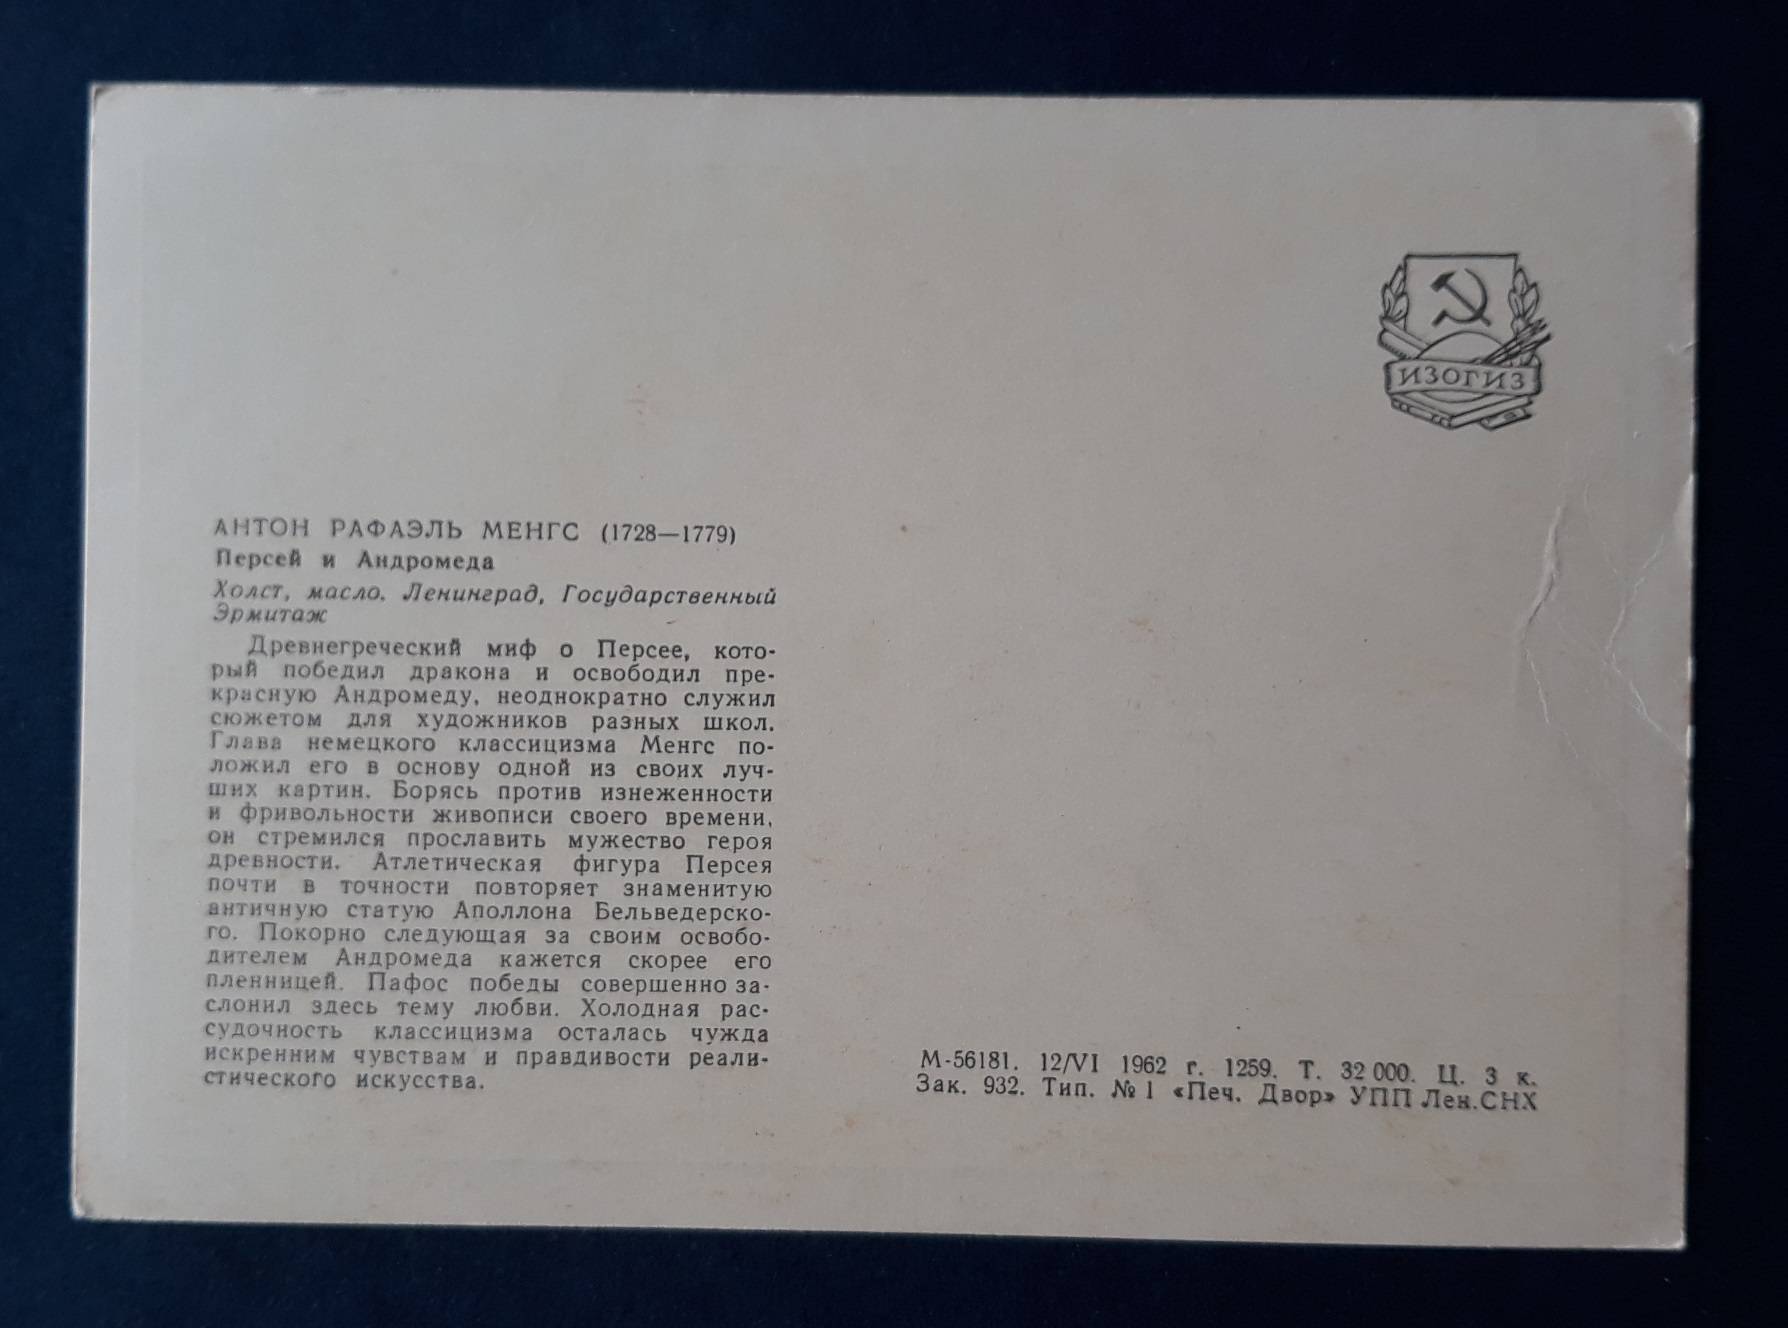 ИЗОГИЗ
АНТОН РАФАЭЛЬ МЕНГС (1728—1779)
Персей и Андромеда
Холст, масло. Ленинград, Государственный
Эрмитаж
Древнегреческий миф о Персее, кото-
рый победил дракона и освободил пре-
красную Андромеду, неоднократно служил
сюжетом для художников разных школ.
Глава немецкого классицизма Менгс по-
ложил его в основу одной из своих луч-
ших картин. Борясь против изнеженности
и фривольности живописи своего времени,
он стремился прославить мужество героя
древности. Атлетическая фигура Персея
почти в точности повторяет знаменитую
античную статую Аполлона Бельведерско-
го. Покорно следующая за своим освобо-
дителем Андромеда кажется скорее его
пленницей. Пафос победы совершенно за-
слонил здесь тему любви. Холодная рас-
судочность классицизма осталась чужда
искренним чувствам и правдивости реали-
стического искусства.
М-56181. 12/VI 1962 г. 1259. Т. 32 000. Ц. 3 к.
Зак. 932. Тип. № 1 «Печ. Двор» УПП Лен.СНХ